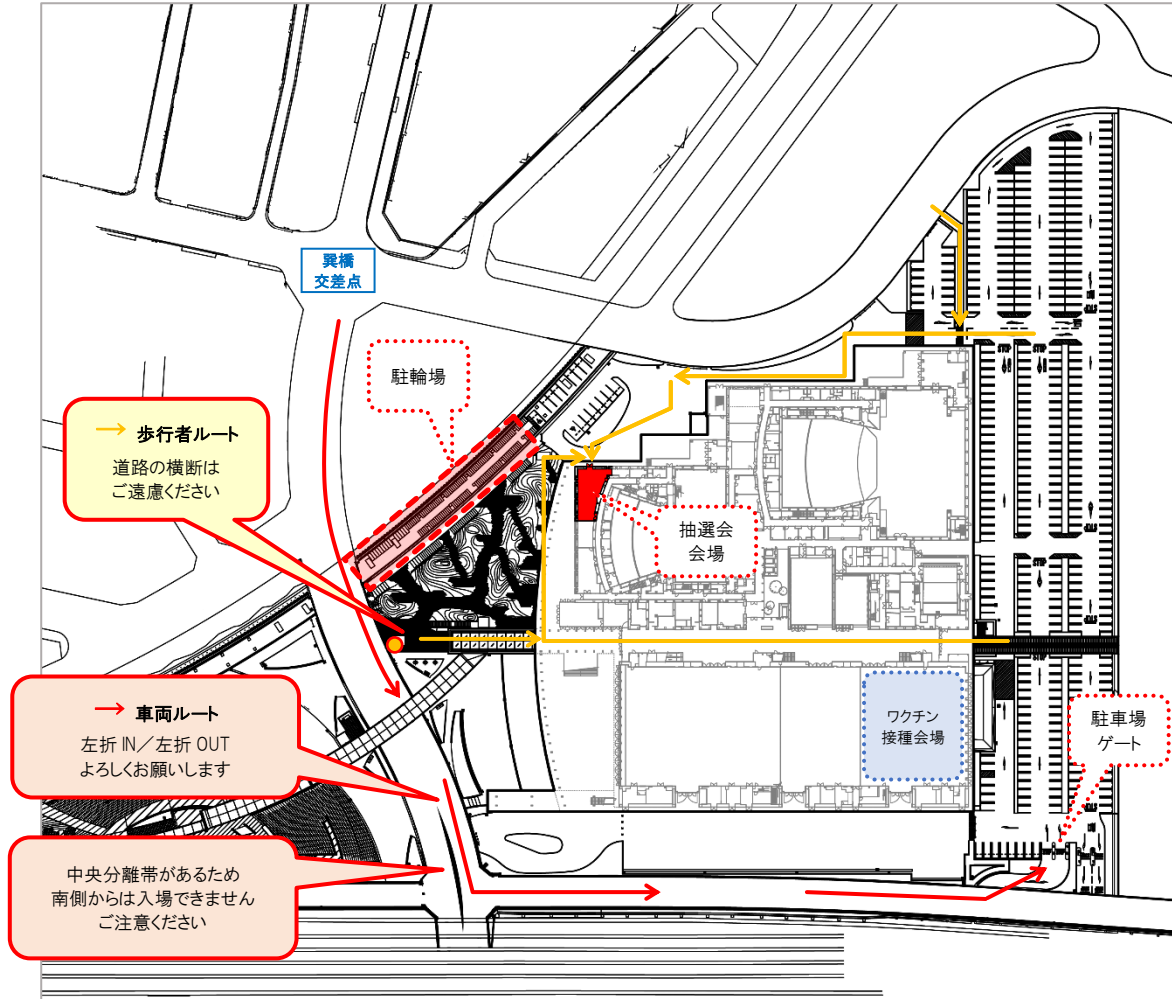 巽橋
交差点
駐輪場
→ 歩行者ルート
道路の横断は
ご遠慮ください
抽選会
会場
→ 車両ルート
左折 IN／左折 OUT
よろしくお願いします
ワクチン
接種会場
駐車場
ゲート
中央分離帯があるため
南側からは入場できません
ご注意ください
STOP
STOP
STOP
STOP
STOP